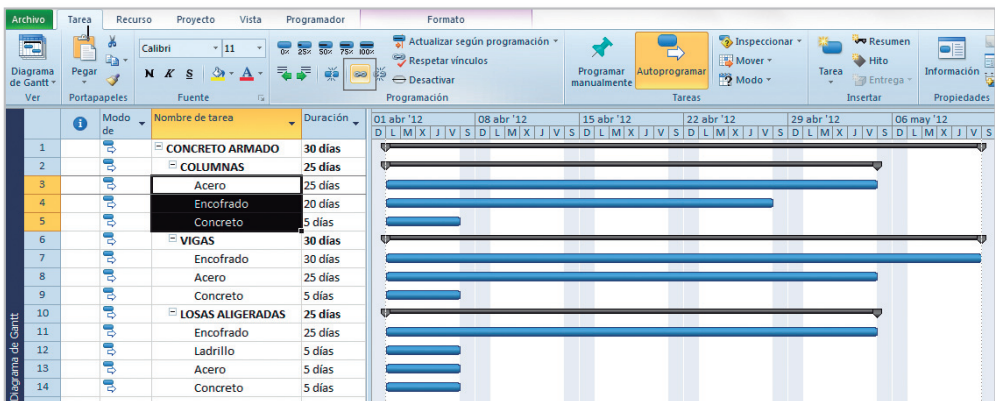 Archivo Tarea Recurso Proyecto Vista Programador Formato
Diagrama de Gantt
Ver
Pegar
Portapapeles
Calibri 11
N K S A
Fuente
0% 25% 50% 75% 100%
Actualizar según programación
Respetar vínculos
Desactivar
Programación
Programar manualmente
Autoprogramar
Inspeccionar
Mover
Modo
Tareas
Tarea
Resumen
Hito
Entrega
Insertar
Información
Propiedades
Modo de Nombre de tarea Duración 01 abr '12 08 abr '12 15 abr '12 22 abr '12 29 abr '12 06 may '12
D L M X J V S D L M X J V S D L M X J V S D L M X J V S D L M X J V S D L M X J V S
1 CONCRETO ARMADO 30 días
2 COLUMNAS 25 días
3 Acero 25 días
4 Encofrado 20 días
5 Concreto 5 días
6 VIGAS 30 días
7 Encofrado 30 días
8 Acero 25 días
9 Concreto 5 días
10 LOSAS ALIGERADAS 25 días
11 Encofrado 25 días
12 Ladrillo 5 días
13 Acero 5 días
14 Concreto 5 días
Diagrama de Gantt